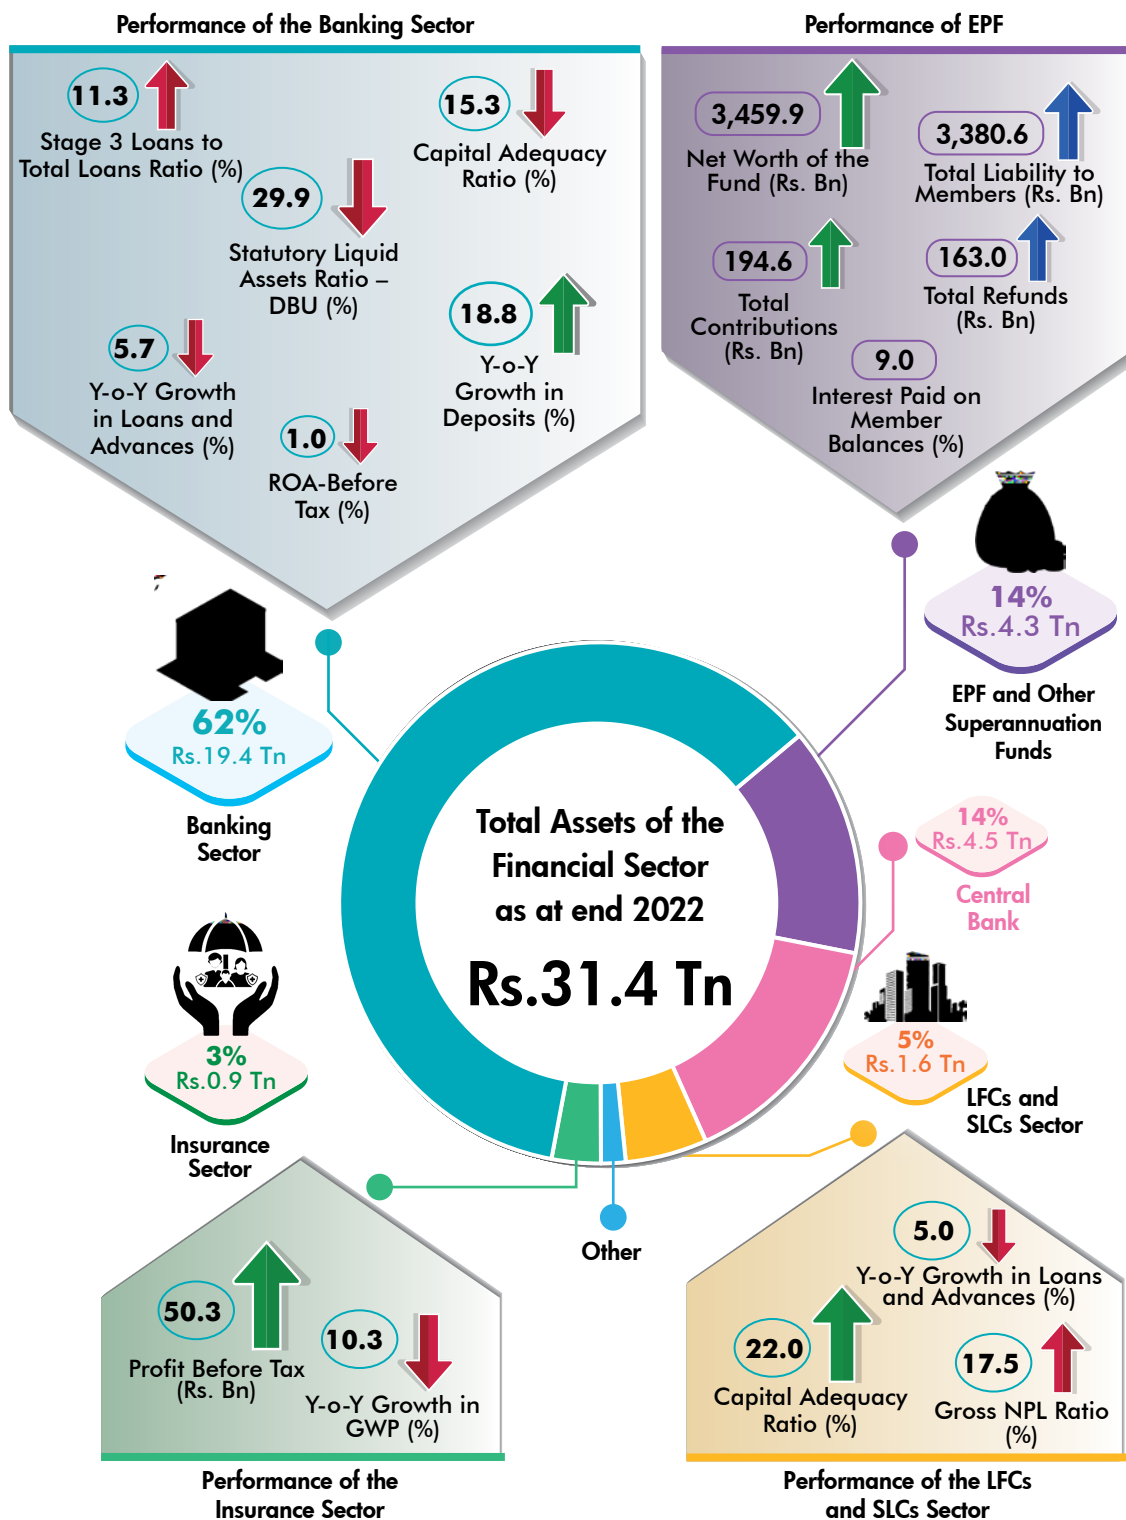 Performance of the Banking Sector
11.3
Stage 3 Loans to
Total Loans Ratio (%)
15.3
Capital Adequacy
Ratio (%)
29.9
Statutory Liquid
Assets Ratio –
DBU (%)
18.8
Y-o-Y
Growth in
Deposits (%)
5.7
Y-o-Y Growth
in Loans and
Advances (%)
1.0
ROA-Before
Tax (%)
Performance of EPF
3,459.9
Net Worth of the
Fund (Rs. Bn)
3,380.6
Total Liability to
Members (Rs. Bn)
194.6
Total
Contributions
(Rs. Bn)
163.0
Total Refunds
(Rs. Bn)
9.0
Interest Paid on
Member
Balances (%)
62%
Rs.19.4 Tn
Banking
Sector
14%
Rs.4.3 Tn
EPF and Other
Superannuation
Funds
Total Assets of the
Financial Sector
as at end 2022
Rs.31.4 Tn
14%
Rs.4.5 Tn
Central
Bank
3%
Rs.0.9 Tn
Insurance
Sector
5%
Rs.1.6 Tn
LFCs and
SLCs Sector
Other
50.3
Profit Before Tax
(Rs. Bn)
10.3
Y-o-Y Growth in
GWP (%)
Performance of the
Insurance Sector
5.0
Y-o-Y Growth in Loans
and Advances (%)
22.0
Capital Adequacy
Ratio (%)
17.5
Gross NPL Ratio
(%)
Performance of the LFCs
and SLCs Sector